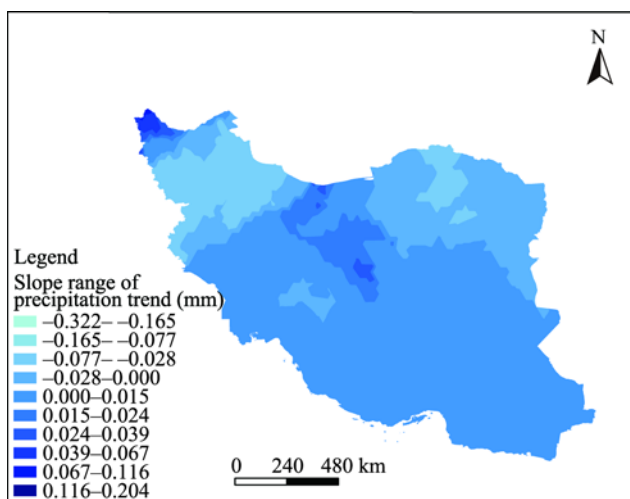 N
Legend
Slope range of
precipitation trend (mm)
−0.322– −0.165
−0.165– −0.077
−0.077–−0.028
−0.028–0.000
0.000–0.015
0.015–0.024
0.024–0.039
0.039–0.067
0.067–0.116
0.116–0.204
0 240 480 km